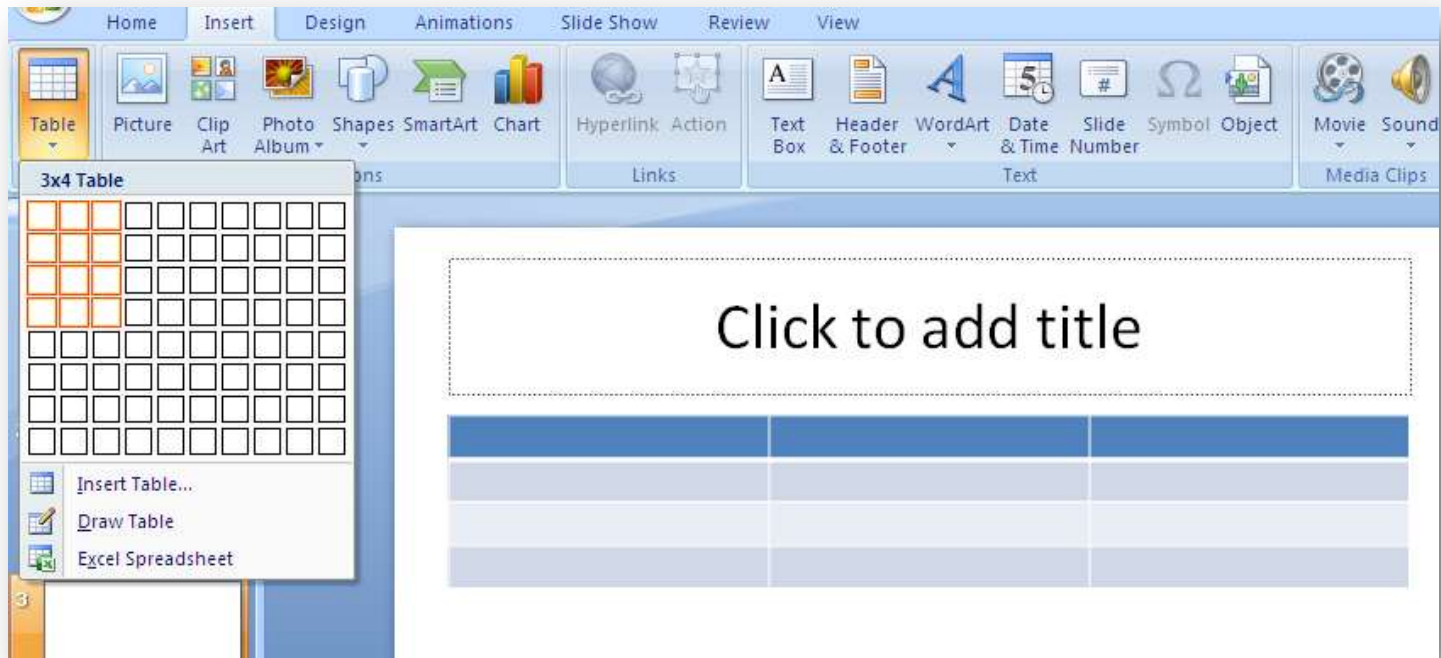 Home Insert Design Animations Slide Show Review View
Table Picture Clip Art Photo Album Shapes SmartArt Chart Hyperlink Action Text Box Header & Footer WordArt Date & Time Slide Number Symbol Object Movie Sound
Links Text Media Clips
3x4 Table
Insert Table...
Draw Table
Excel Spreadsheet
3
Click to add title